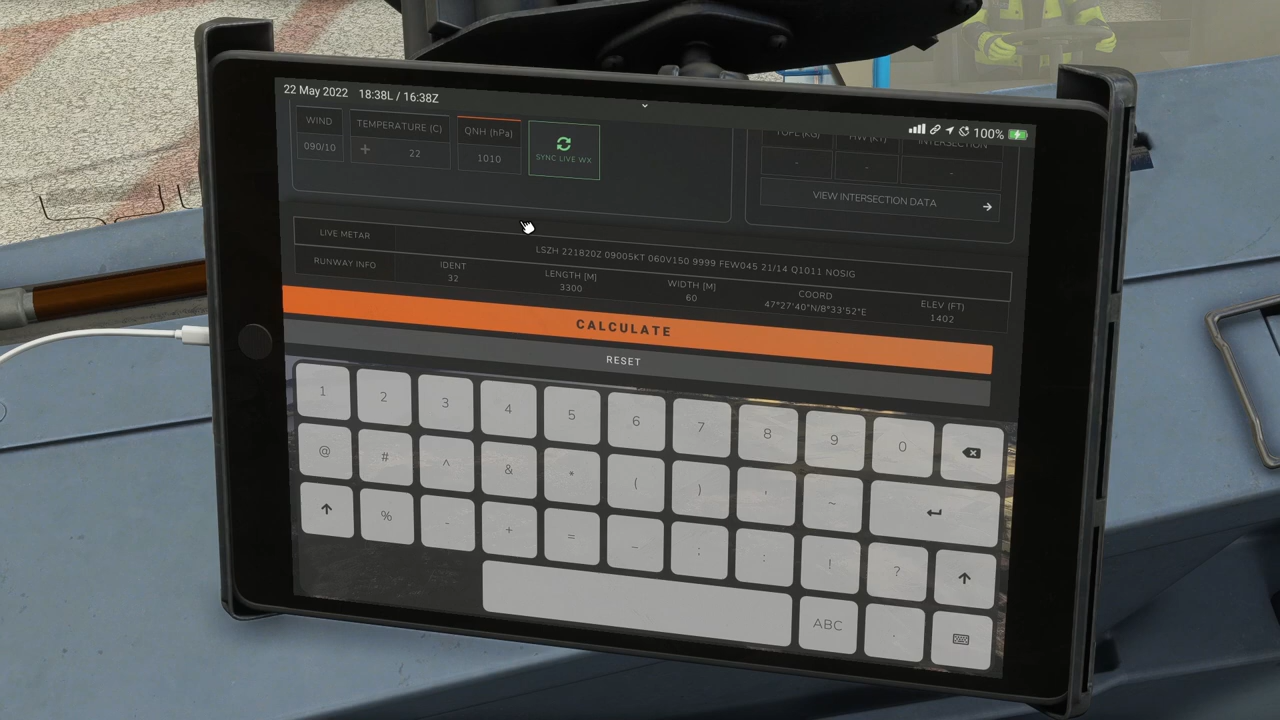 22 May 2022 18:38L / 16:38Z
100%
WIND
TEMPERATURE (C)
QNH (hPa)
090/10
+ 22
1010
SYNC LIVE WX
HW (KT)
INTERSECTION
- - -
VIEW INTERSECTION DATA →
LIVE METAR
LSZH 221820Z 09005KT 060V150 9999 FEW045 21/14 Q1011 NOSIG
RUNWAY INFO
IDENT
32
LENGTH [M]
3300
WIDTH [M]
60
COORD
47°27'40"N/8°33'52"E
ELEV (FT)
1402
CALCULATE
RESET
1 2 3 4 5 6 7 8 9 0
@ # ^ & * ( ) ' ~
% - + = _ ; : ! ?
ABC .